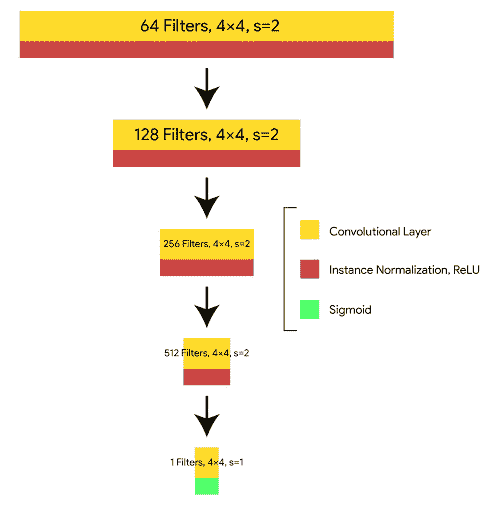 64 Filters, 4×4, s=2
128 Filters, 4×4, s=2
256 Filters, 4×4, s=2
Convolutional Layer
Instance Normalization, ReLU
Sigmoid
512 Filters, 4×4, s=2
1 Filters, 4×4, s=1